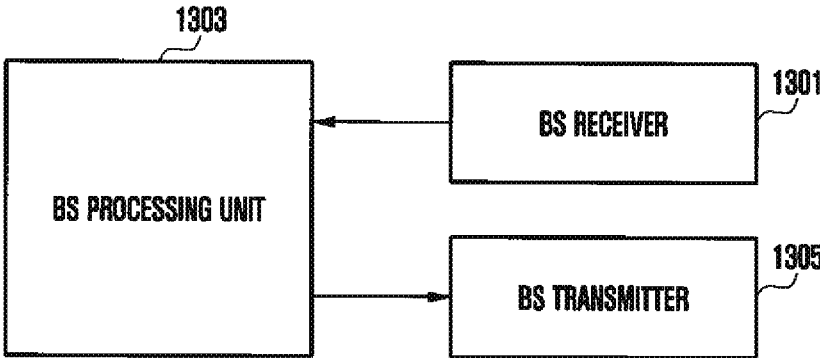 1303
1301
BS RECEIVER
BS PROCESSING UNIT
1305
BS TRANSMITTER